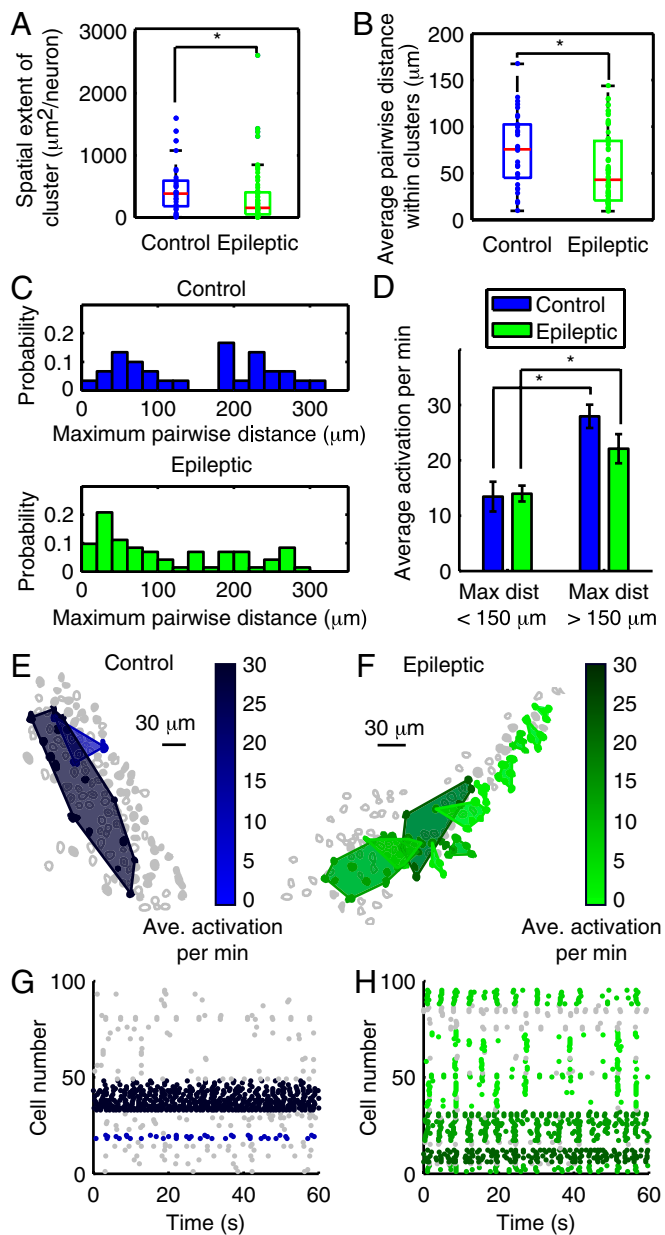 A
Spatial extent of
cluster (μm2/neuron)
3000
2000
1000
0
*
Control Epileptic
B
Average pairwise distance
within clusters (μm)
200
150
100
50
0
*
Control Epileptic
C
Control
Probability
0.2
0.1
0
0 100 200 300
Maximum pairwise distance (μm)
Epileptic
Probability
0.2
0.1
0
0 100 200 300
Maximum pairwise distance (μm)
D
Control
Epileptic
Average activation per min
30
20
10
0
*
*
Max dist
< 150 μm
Max dist
> 150 μm
E
Control
30 μm
30
25
20
15
10
5
0
Ave. activation
per min
F
Epileptic
30 μm
30
25
20
15
10
5
0
Ave. activation
per min
G
Cell number
100
50
0
0 20 40 60
Time (s)
H
Cell number
100
50
0
0 20 40 60
Time (s)